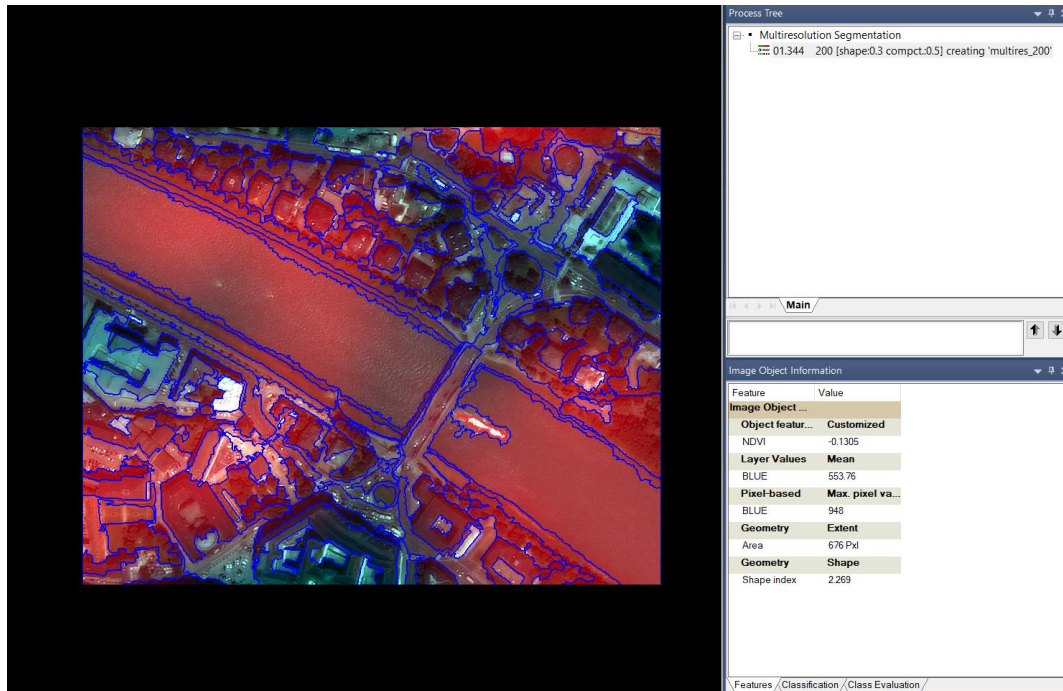 Process Tree
Multiresolution Segmentation
01.344 200 [shape:0.3 compct.:0.5] creating 'multires_200'
Main
Image Object Information
Feature Value
Image Object ...
Object featur... Customized
NDVI -0.1305
Layer Values Mean
BLUE 553.76
Pixel-based Max. pixel va...
BLUE 948
Geometry Extent
Area 676 Pxl
Geometry Shape
Shape index 2.269
Features Classification Class Evaluation